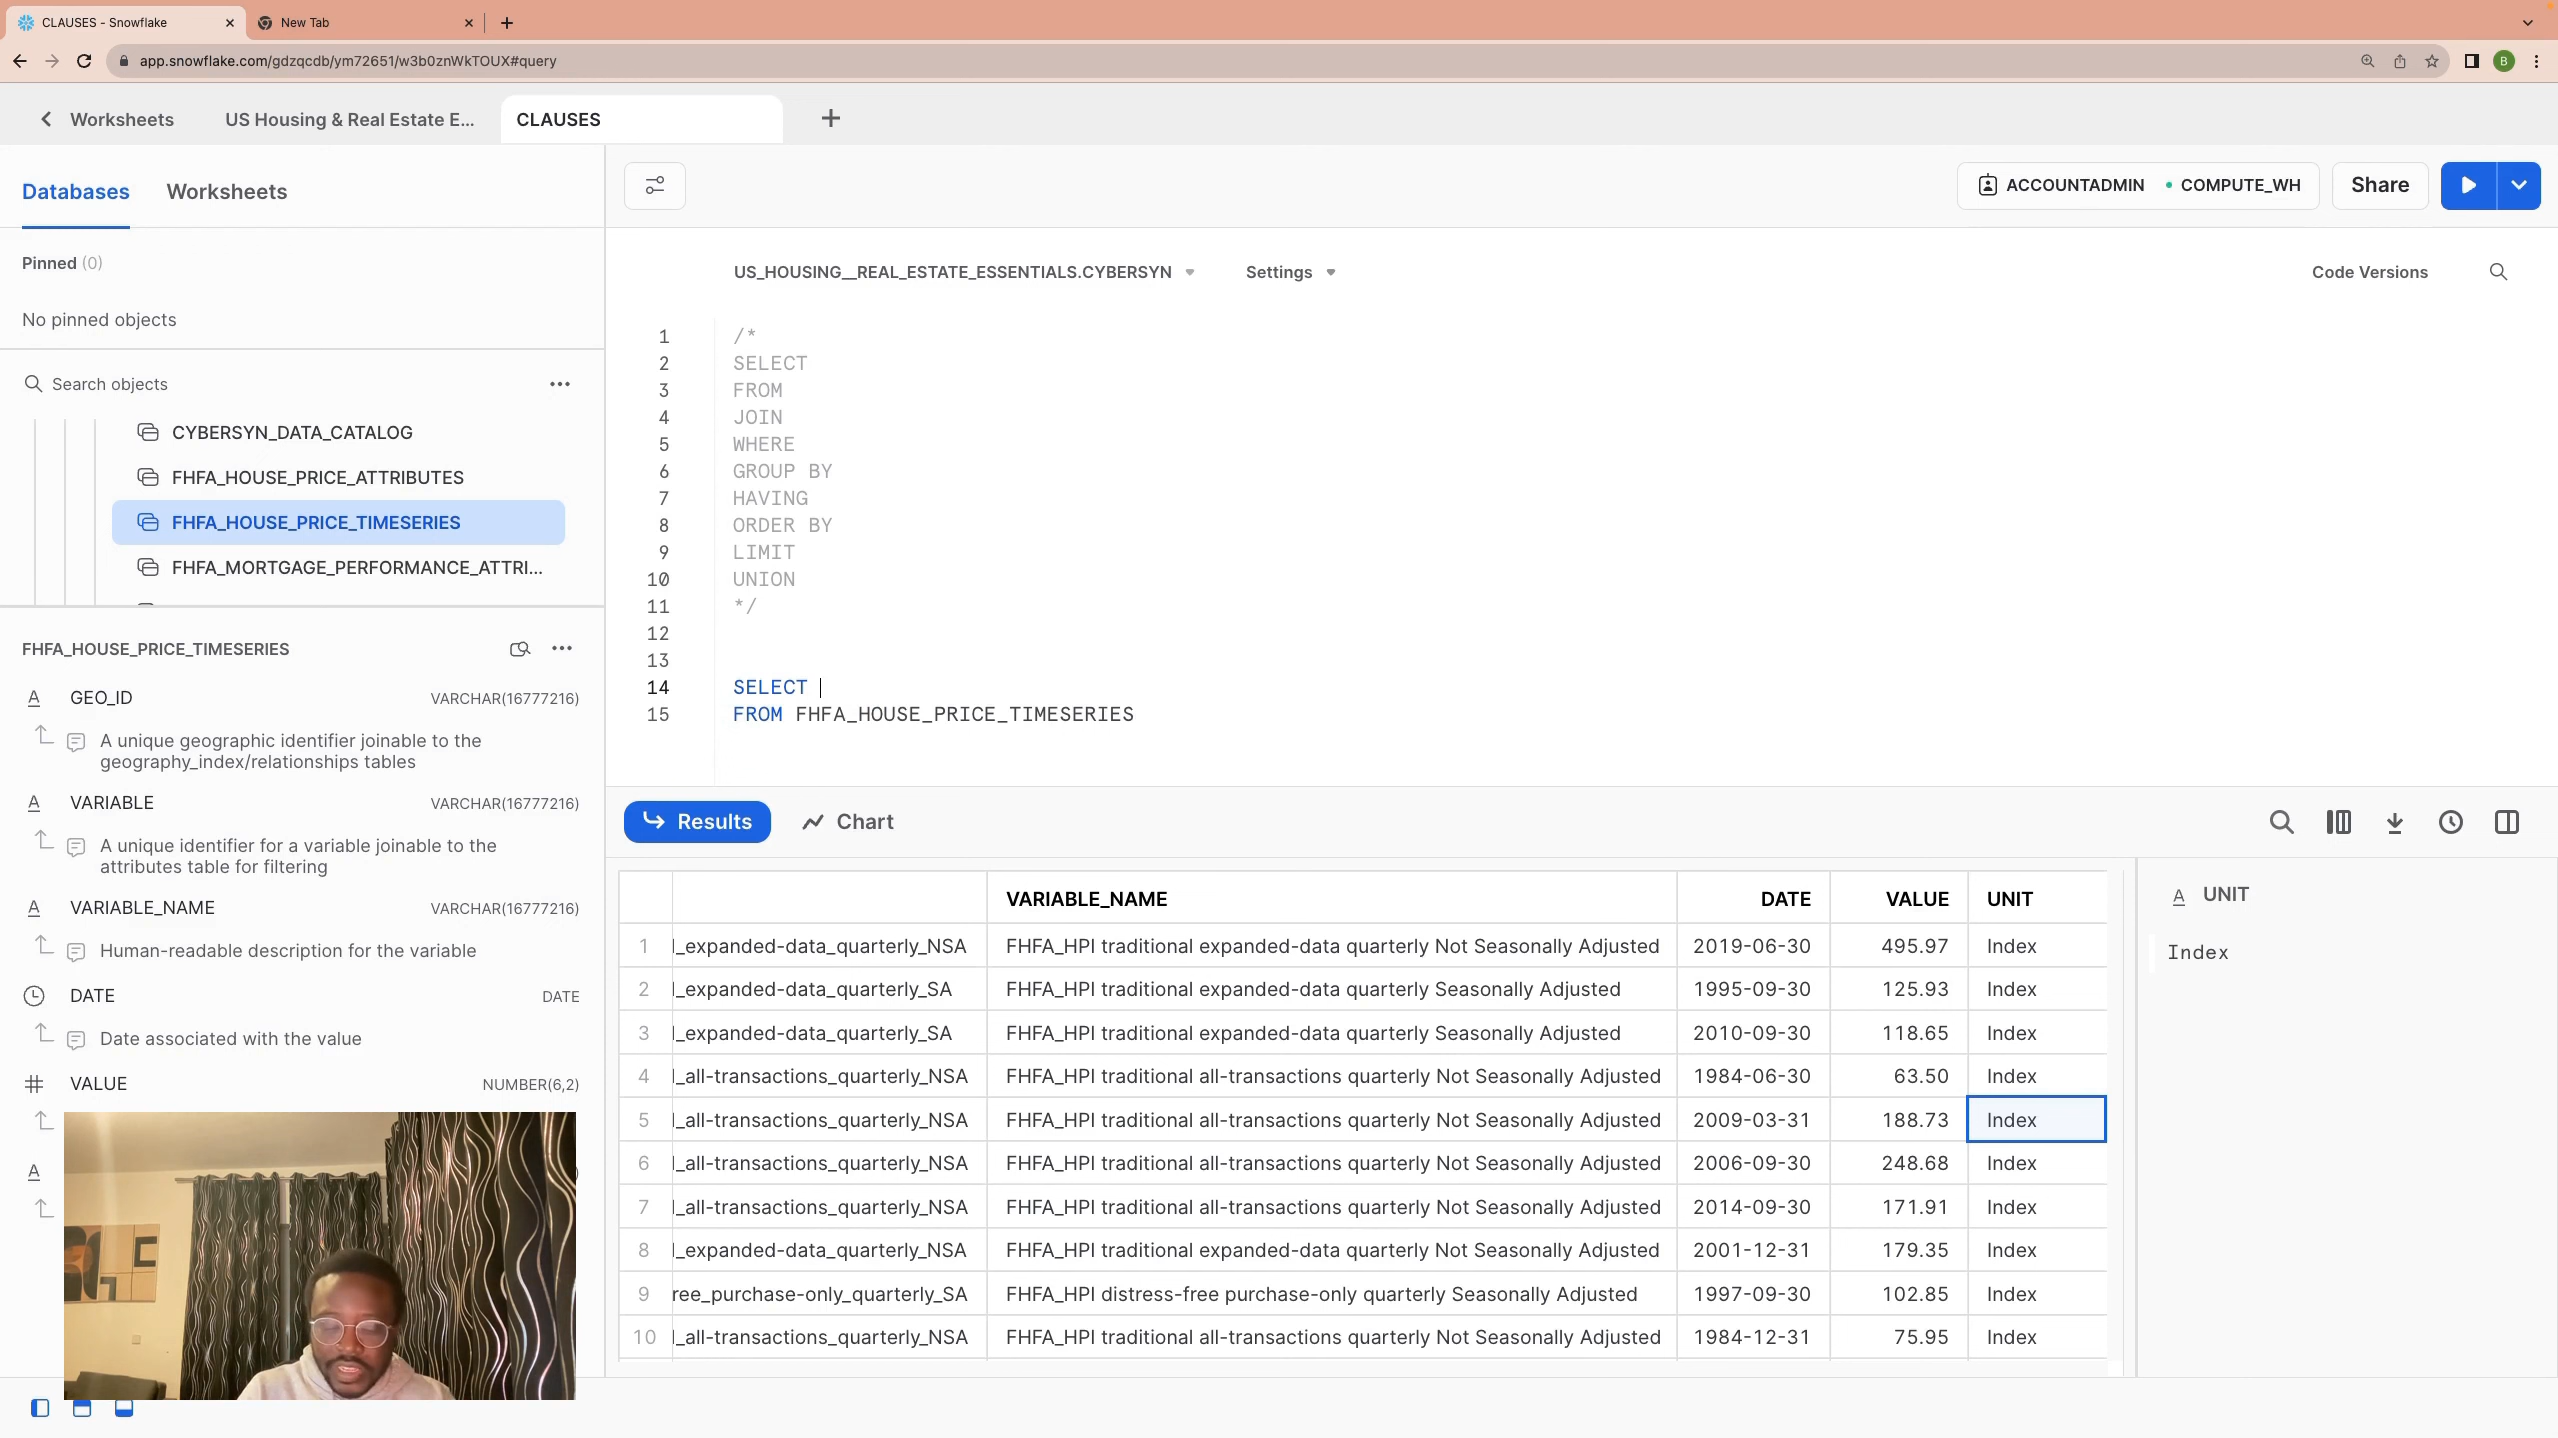 CLAUSES - Snowflake
New Tab
app.snowflake.com/gdzqcdb/ym72651/w3b0znWkTOUX#query
B
Worksheets
US Housing & Real Estate E...
CLAUSES
Databases
Worksheets
ACCOUNTADMIN
COMPUTE_WH
Share
Pinned (0)
No pinned objects
Search objects
CYBERSYN_DATA_CATALOG
FHFA_HOUSE_PRICE_ATTRIBUTES
FHFA_HOUSE_PRICE_TIMESERIES
FHFA_MORTGAGE_PERFORMANCE_ATTRI...
FHFA_HOUSE_PRICE_TIMESERIES
GEO_ID VARCHAR(16777216)
A unique geographic identifier joinable to the
geography_index/relationships tables
VARIABLE VARCHAR(16777216)
A unique identifier for a variable joinable to the
attributes table for filtering
VARIABLE_NAME VARCHAR(16777216)
Human-readable description for the variable
DATE DATE
Date associated with the value
VALUE NUMBER(6,2)
US_HOUSING__REAL_ESTATE_ESSENTIALS.CYBERSYN
Settings
Code Versions
1 /*
2 SELECT
3 FROM
4 JOIN
5 WHERE
6 GROUP BY
7 HAVING
8 ORDER BY
9 LIMIT
10 UNION
11 */
12
13
14 SELECT
15 FROM FHFA_HOUSE_PRICE_TIMESERIES
Results
Chart
VARIABLE_NAME DATE VALUE UNIT
1 l_expanded-data_quarterly_NSA FHFA_HPI traditional expanded-data quarterly Not Seasonally Adjusted 2019-06-30 495.97 Index
2 l_expanded-data_quarterly_SA FHFA_HPI traditional expanded-data quarterly Seasonally Adjusted 1995-09-30 125.93 Index
3 l_expanded-data_quarterly_SA FHFA_HPI traditional expanded-data quarterly Seasonally Adjusted 2010-09-30 118.65 Index
4 l_all-transactions_quarterly_NSA FHFA_HPI traditional all-transactions quarterly Not Seasonally Adjusted 1984-06-30 63.50 Index
5 l_all-transactions_quarterly_NSA FHFA_HPI traditional all-transactions quarterly Not Seasonally Adjusted 2009-03-31 188.73 Index
6 l_all-transactions_quarterly_NSA FHFA_HPI traditional all-transactions quarterly Not Seasonally Adjusted 2006-09-30 248.68 Index
7 l_all-transactions_quarterly_NSA FHFA_HPI traditional all-transactions quarterly Not Seasonally Adjusted 2014-09-30 171.91 Index
8 l_expanded-data_quarterly_NSA FHFA_HPI traditional expanded-data quarterly Not Seasonally Adjusted 2001-12-31 179.35 Index
9 ree_purchase-only_quarterly_SA FHFA_HPI distress-free purchase-only quarterly Seasonally Adjusted 1997-09-30 102.85 Index
10 l_all-transactions_quarterly_NSA FHFA_HPI traditional all-transactions quarterly Not Seasonally Adjusted 1984-12-31 75.95 Index
A UNIT
Index